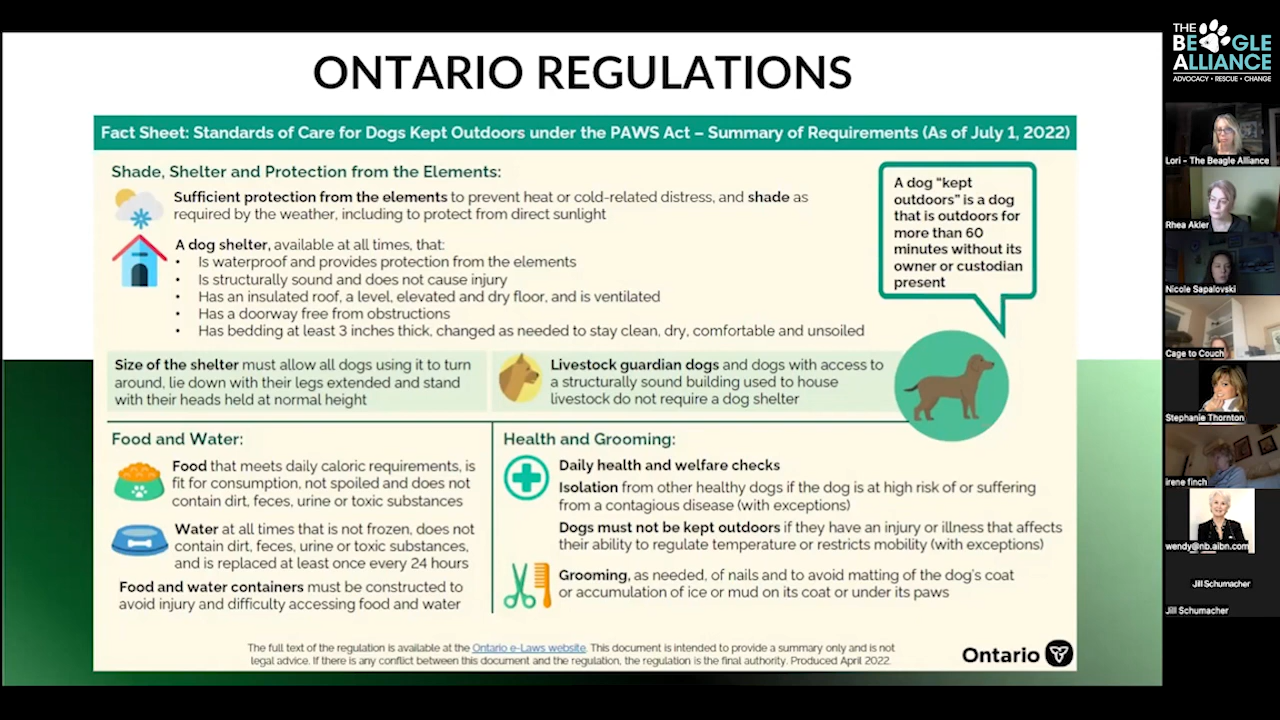 ONTARIO REGULATIONS
Fact Sheet: Standards of Care for Dogs Kept Outdoors under the PAWS Act – Summary of Requirements (As of July 1, 2022)
Shade, Shelter and Protection from the Elements:
Sufficient protection from the elements to prevent heat or cold-related distress, and shade as
required by the weather, including to protect from direct sunlight
A dog shelter, available at all times, that:
• Is waterproof and provides protection from the elements
• Is structurally sound and does not cause injury
• Has an insulated roof, a level, elevated and dry floor, and is ventilated
• Has a doorway free from obstructions
• Has bedding at least 3 inches thick, changed as needed to stay clean, dry, comfortable and unsoiled
A dog "kept
outdoors" is a dog
that is outdoors for
more than 60
minutes without its
owner or custodian
present
Size of the shelter must allow all dogs using it to turn
around, lie down with their legs extended and stand
with their heads held at normal height
Livestock guardian dogs and dogs with access to
a structurally sound building used to house
livestock do not require a dog shelter
Food and Water:
Food that meets daily caloric requirements, is
fit for consumption, not spoiled and does not
contain dirt, feces, urine or toxic substances
Water at all times that is not frozen, does not
contain dirt, feces, urine or toxic substances,
and is replaced at least once every 24 hours
Food and water containers must be constructed to
avoid injury and difficulty accessing food and water
Health and Grooming:
Daily health and welfare checks
Isolation from other healthy dogs if the dog is at high risk of or suffering
from a contagious disease (with exceptions)
Dogs must not be kept outdoors if they have an injury or illness that affects
their ability to regulate temperature or restricts mobility (with exceptions)
Grooming, as needed, of nails and to avoid matting of the dog's coat
or accumulation of ice or mud on its coat or under its paws
The full text of the regulation is available at the Ontario e-Laws website. This document is intended to provide a summary only and is not
legal advice. If there is any conflict between this document and the regulation, the regulation is the final authority. Produced April 2022.
Ontario
THE
BEAGLE
ALLIANCE
ADVOCACY • RESCUE • CHANGE
Lori - The Beagle Alliance
Rhea Akler
Nicole Sapalovski
Cage to Couch
Stephanie Thornton
irene finch
wendy@nb.aibn.com
Jill Schumacher
Jill Schumacher